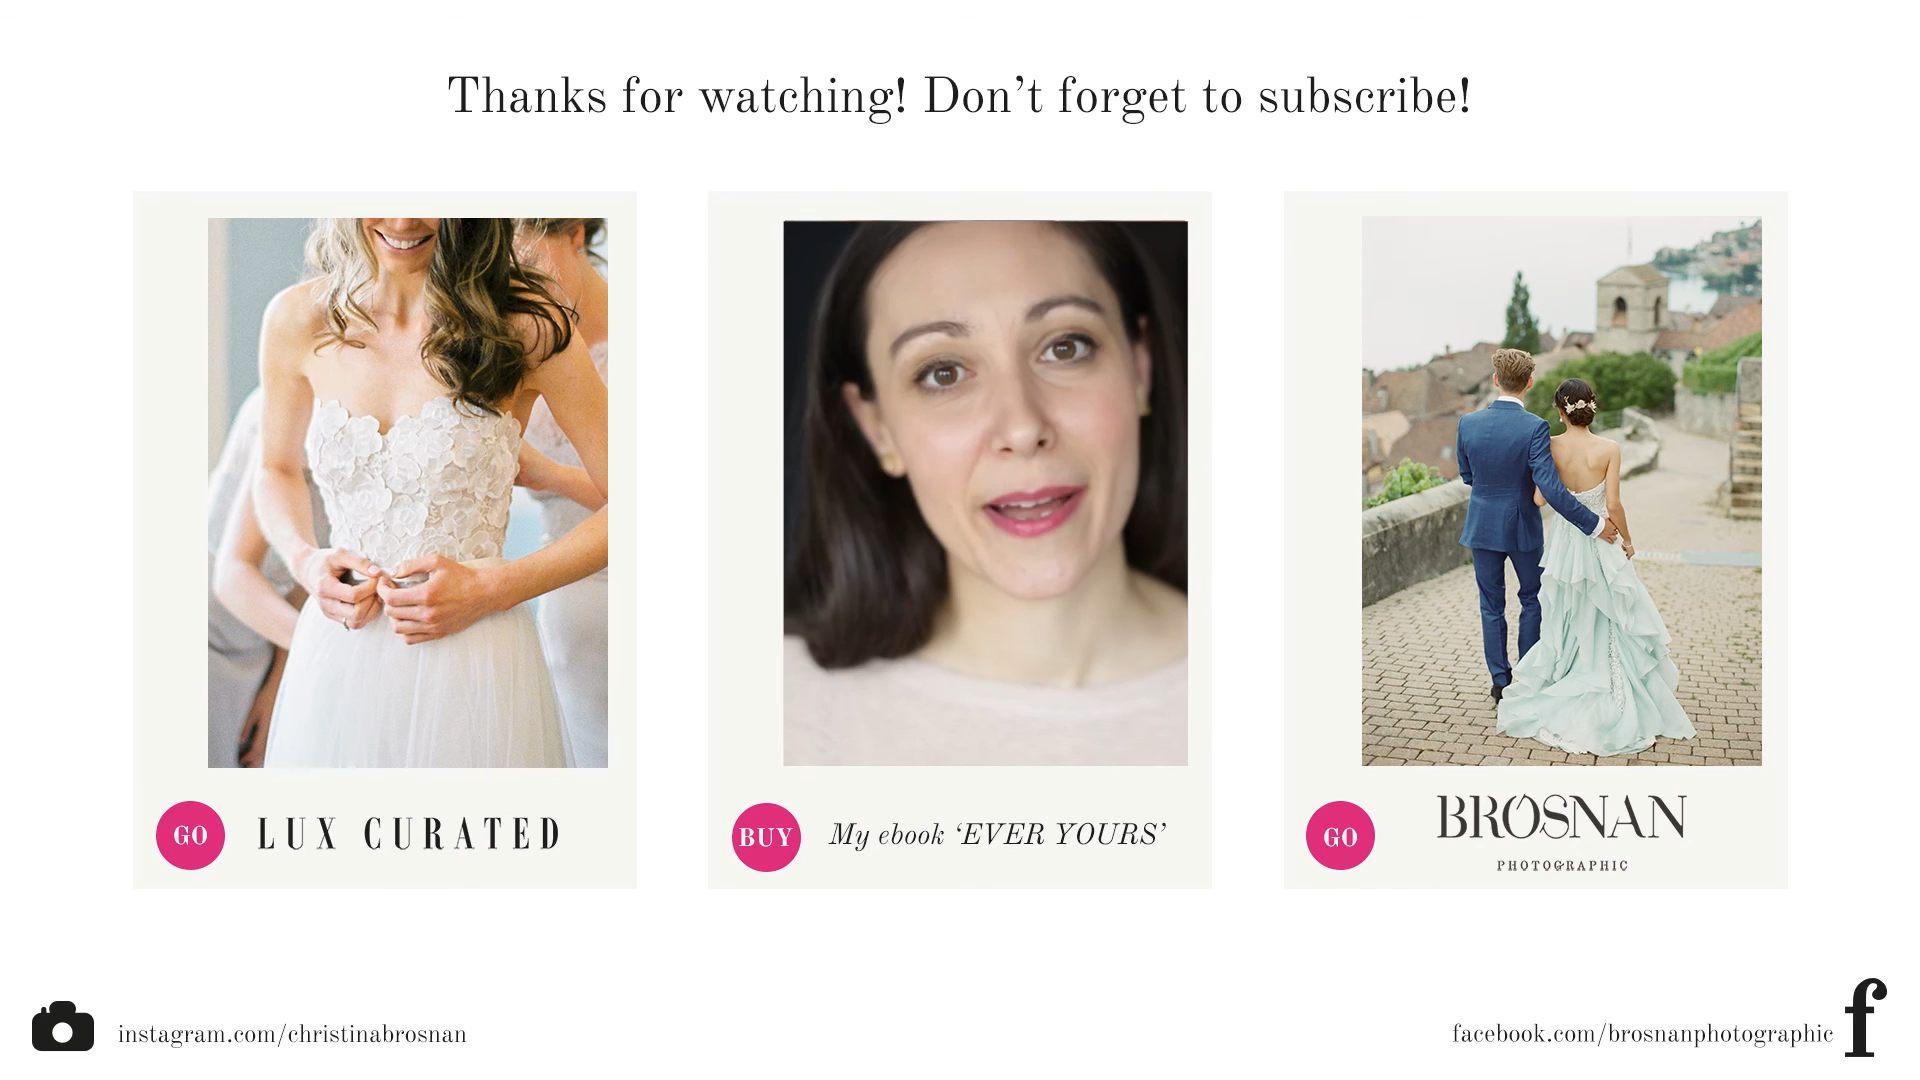 Thanks for watching! Don’t forget to subscribe!
GO
LUX CURATED
BUY
My ebook ‘EVER YOURS’
GO
BROSNAN
PHOTOGRAPHIC
instagram.com/christinabrosnan
facebook.com/brosnanphotographic
f